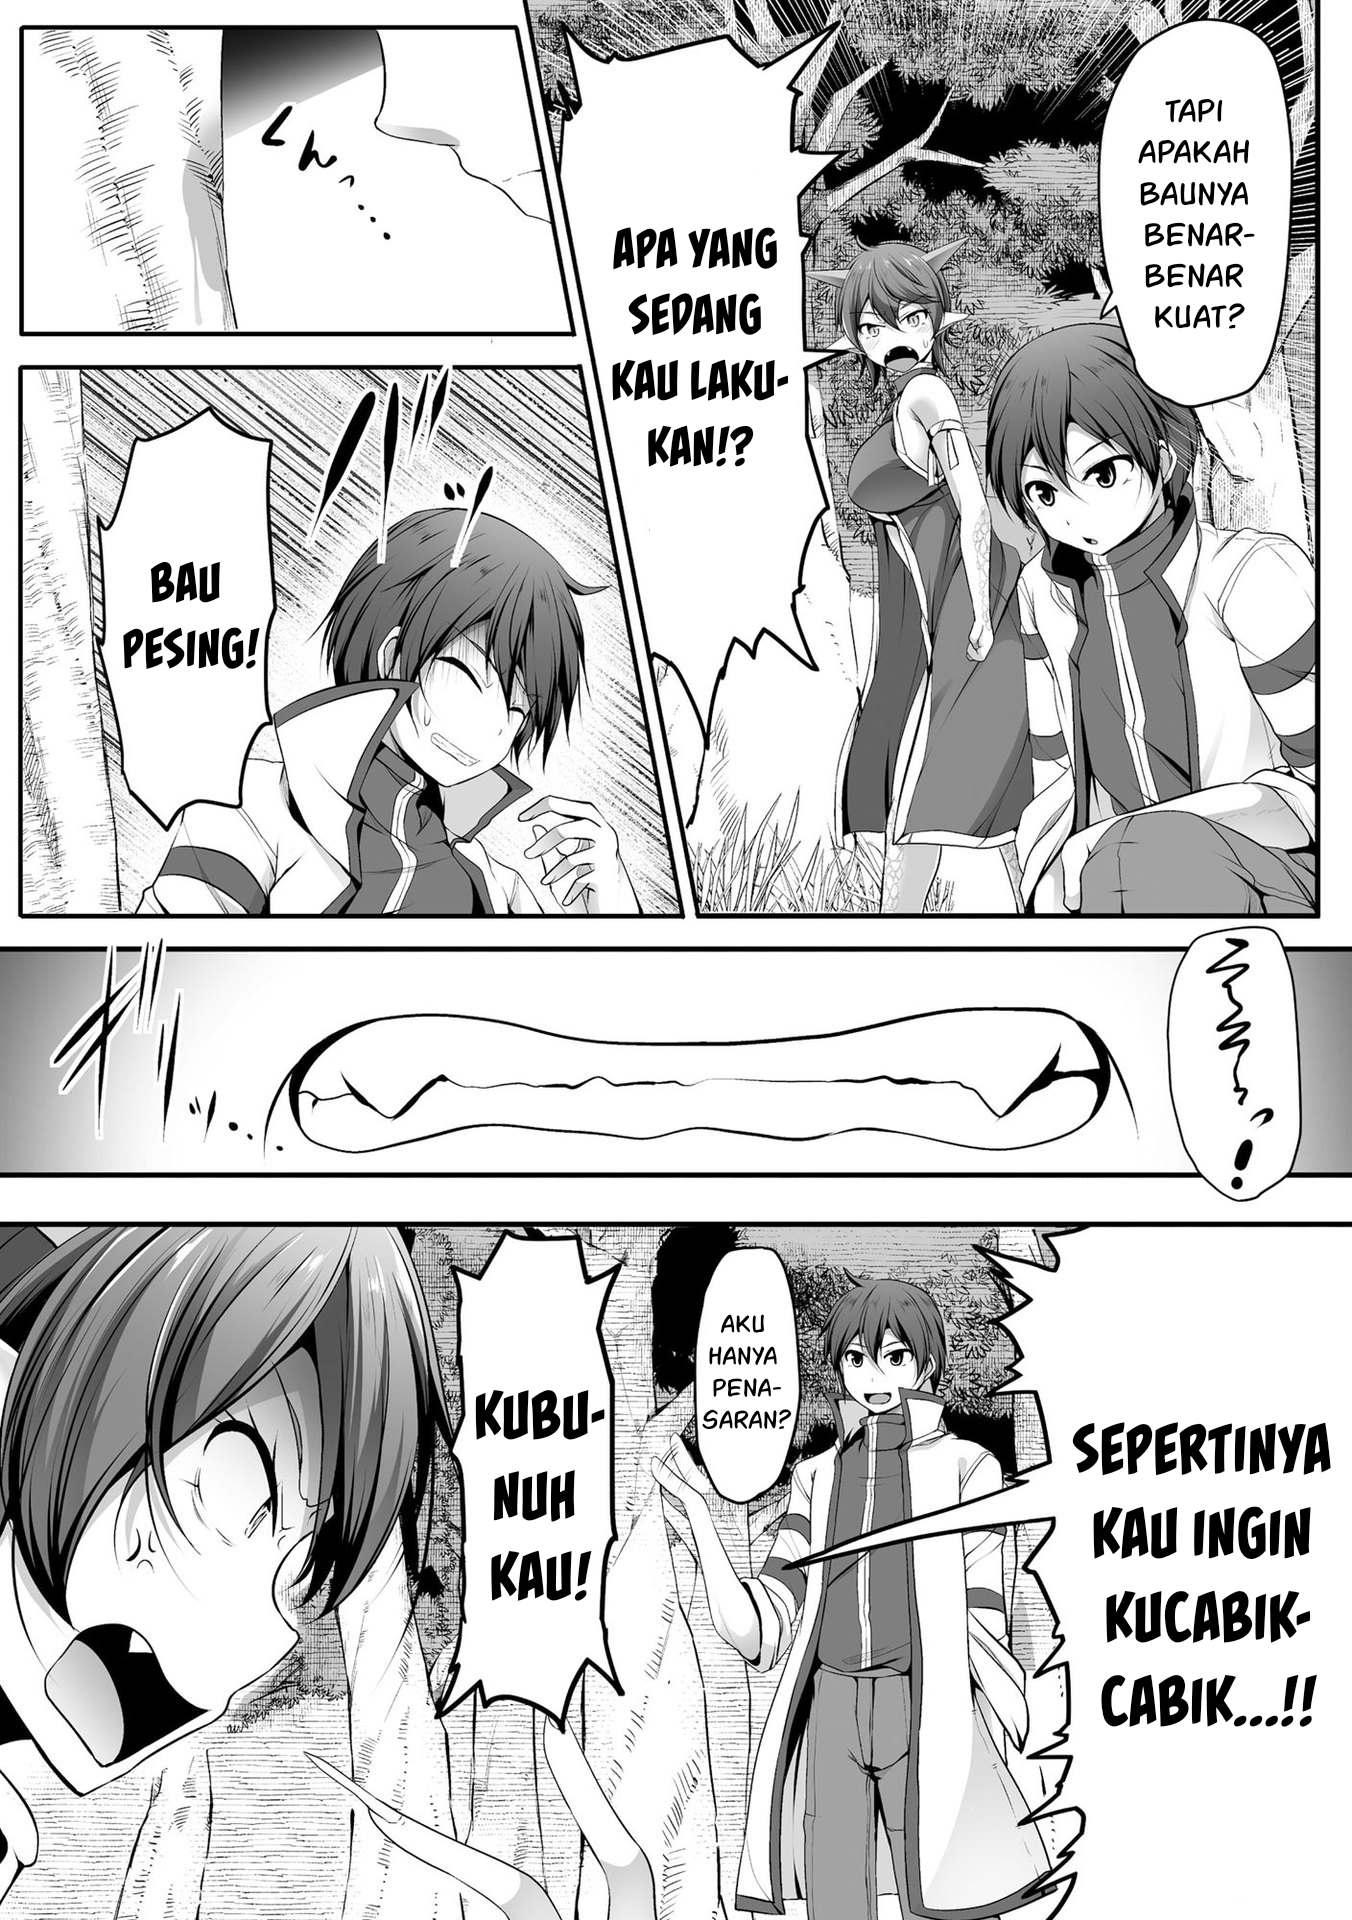 TAPI
APAKAH
BAUNYA
BENAR-
BENAR
KUAT?
APA YANG
SEDANG
KAU LAKU-
KAN!?
くん…
BAU
PESING!
AKU
HANYA
PENA-
SARAN?
SEPERTINYA
KAU INGIN
KUCABIK-
CABIK...!!
KUBU-
NUH
KAU!